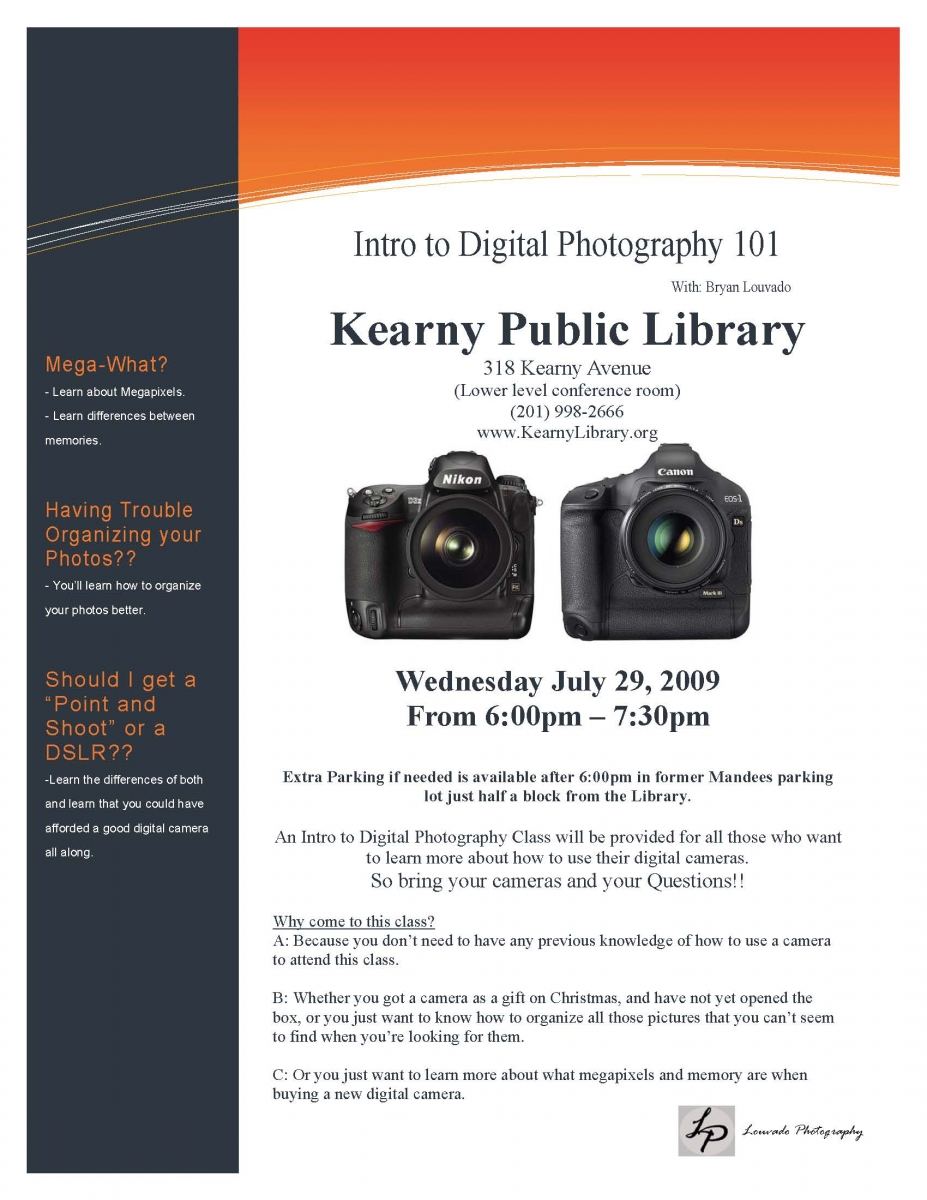 Intro to Digital Photography 101
With: Bryan Louvado
Kearny Public Library
318 Kearny Avenue
(Lower level conference room)
(201) 998-2666
www.KearnyLibrary.org
Mega-What?
- Learn about Megapixels.
- Learn differences between
memories.
Having Trouble
Organizing your
Photos??
- You'll learn how to organize
your photos better.
Should I get a
“Point and
Shoot” or a
DSLR??
-Learn the differences of both
and learn that you could have
afforded a good digital camera
all along.
Nikon
D3x
FX
Canon
EOS-1
Ds
Mark III
Wednesday July 29, 2009
From 6:00pm – 7:30pm
Extra Parking if needed is available after 6:00pm in former Mandees parking
lot just half a block from the Library.
An Intro to Digital Photography Class will be provided for all those who want
to learn more about how to use their digital cameras.
So bring your cameras and your Questions!!
Why come to this class?
A: Because you don’t need to have any previous knowledge of how to use a camera
to attend this class.
B: Whether you got a camera as a gift on Christmas, and have not yet opened the
box, or you just want to know how to organize all those pictures that you can’t seem
to find when you’re looking for them.
C: Or you just want to learn more about what megapixels and memory are when
buying a new digital camera.
LP
Louvado Photography